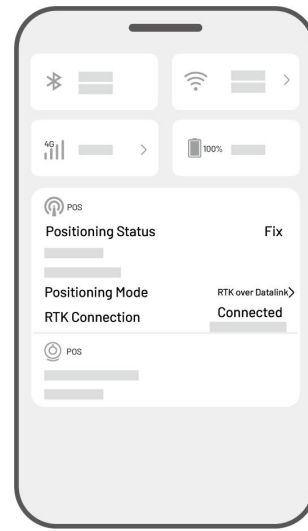 4G
100%
POS
Positioning Status Fix
Positioning Mode RTK over Datalink>
RTK Connection Connected
POS